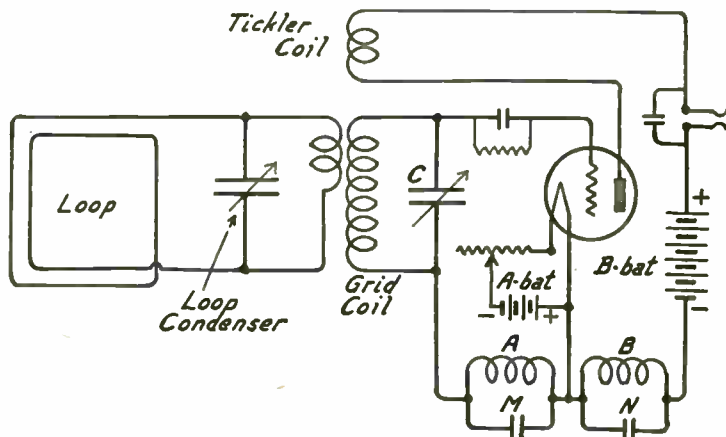 Tickler
Coil
Loop
C
Loop
Condenser
Grid
Coil
A-bat
- +
B-bat
+
-
A
M
B
N